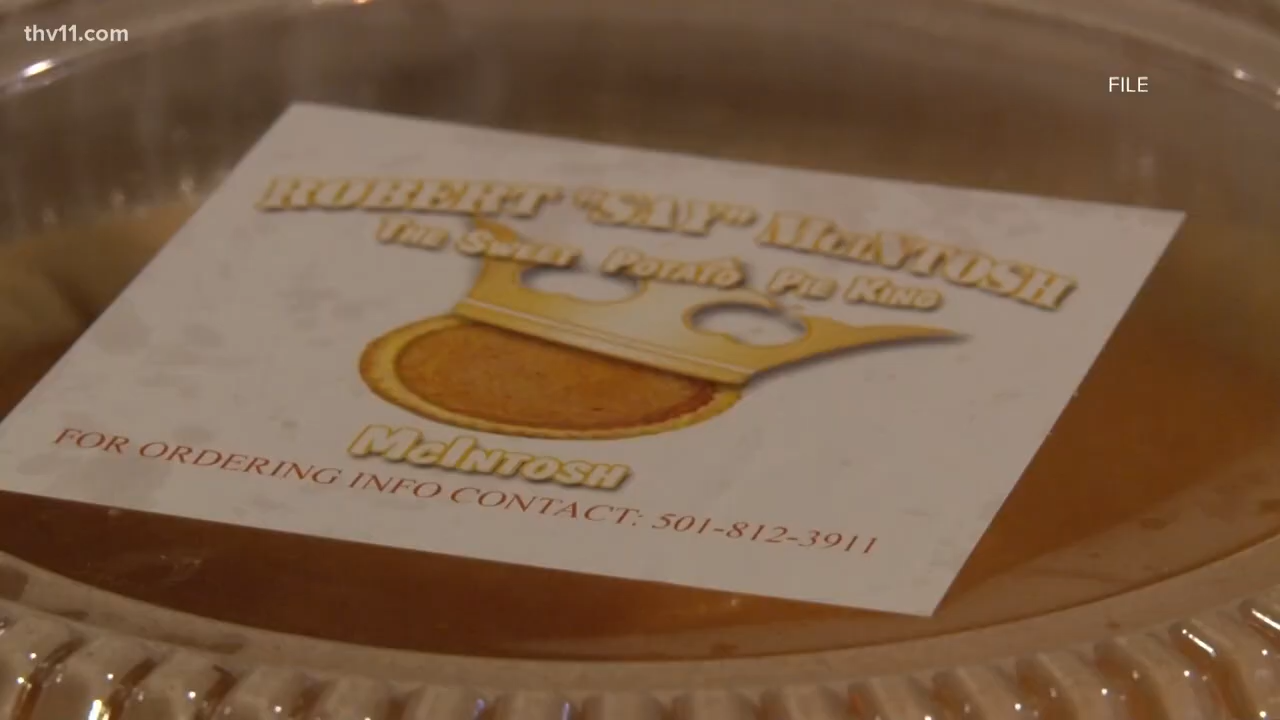 thv11.com
FILE
ROBERT "SAY" McINTOSH
THE SWEET POTATO PIE KING
McINTOSH
FOR ORDERING INFO CONTACT: 501-812-3911